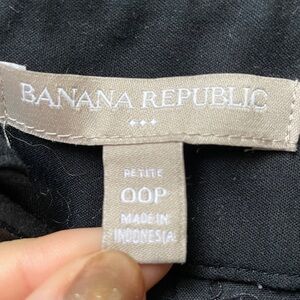 BANANA REPUBLIC
PETITE
00P
MADE IN
INDONESIA